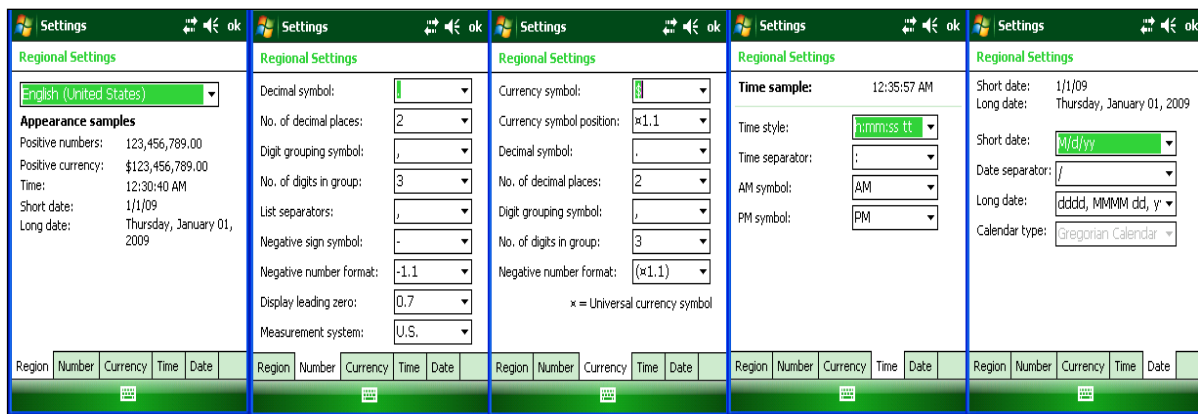 Settings ok
Regional Settings
English (United States)
Appearance samples
Positive numbers: 123,456,789.00
Positive currency: $123,456,789.00
Time: 12:30:40 AM
Short date: 1/1/09
Long date: Thursday, January 01,
2009
Region Number Currency Time Date
Settings ok
Regional Settings
Decimal symbol: .
No. of decimal places: 2
Digit grouping symbol: ,
No. of digits in group: 3
List separators: ,
Negative sign symbol: -
Negative number format: -1.1
Display leading zero: 0.7
Measurement system: U.S.
Region Number Currency Time Date
Settings ok
Regional Settings
Currency symbol: $
Currency symbol position: ¤1.1
Decimal symbol: .
No. of decimal places: 2
Digit grouping symbol: ,
No. of digits in group: 3
Negative number format: (¤1.1)
¤ = Universal currency symbol
Region Number Currency Time Date
Settings ok
Regional Settings
Time sample: 12:35:57 AM
Time style: h:mm:ss tt
Time separator: :
AM symbol: AM
PM symbol: PM
Region Number Currency Time Date
Settings ok
Regional Settings
Short date: 1/1/09
Long date: Thursday, January 01, 2009
Short date: M/d/yy
Date separator: /
Long date: dddd, MMMM dd, y
Calendar type: Gregorian Calendar
Region Number Currency Time Date